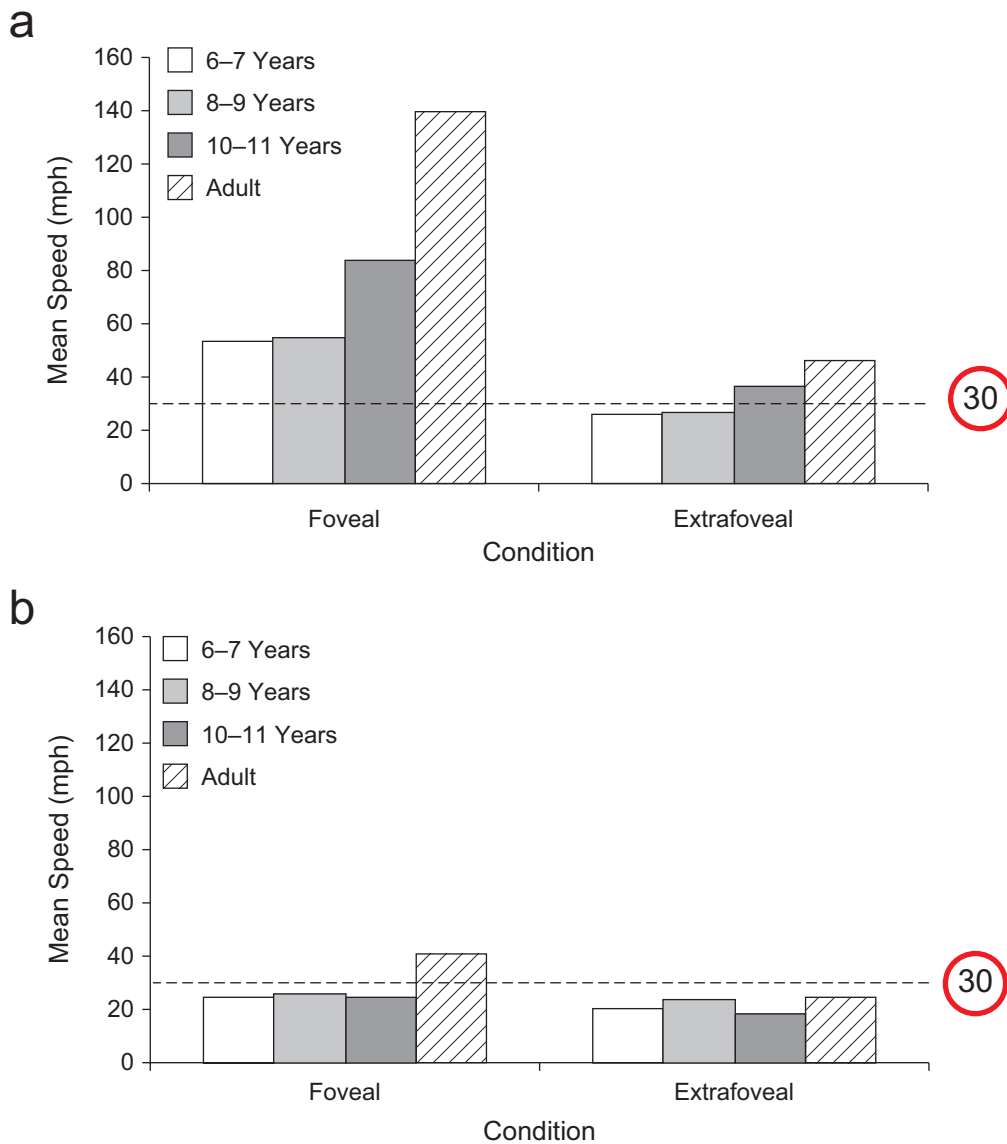 a
160
140
120
100
80
60
40
20
0
Mean Speed (mph)
6–7 Years
8–9 Years
10–11 Years
Adult
30
Foveal
Extrafoveal
Condition
b
160
140
120
100
80
60
40
20
0
Mean Speed (mph)
6–7 Years
8–9 Years
10–11 Years
Adult
30
Foveal
Extrafoveal
Condition